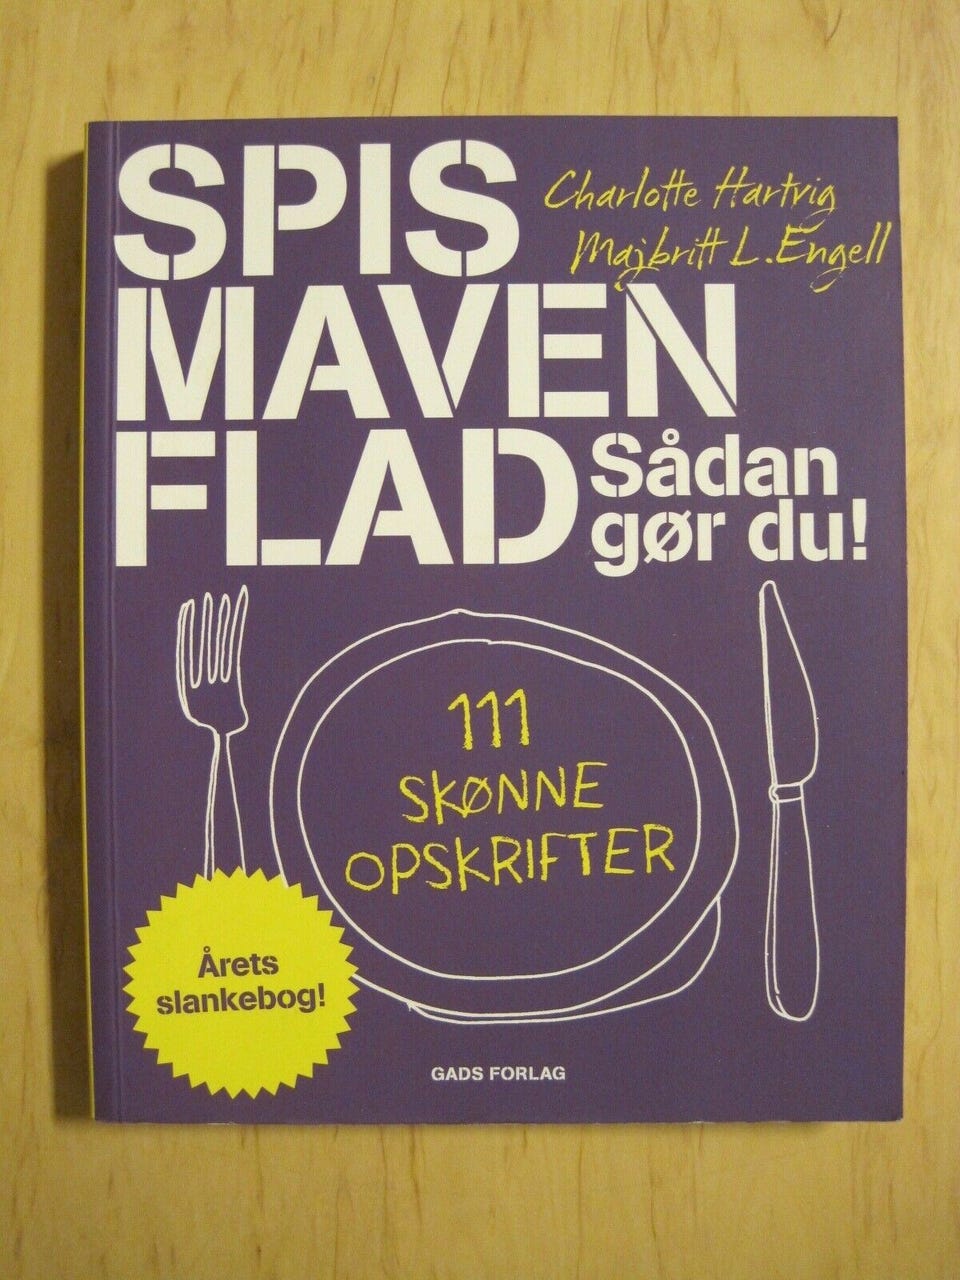 SPIS
MAVEN
FLAD
Charlotte Hartvig
Majbritt L. Engell
Sådan
gør du!
111
SKØNNE
OPSKRIFTER
Årets
slankebog!
GADS FORLAG